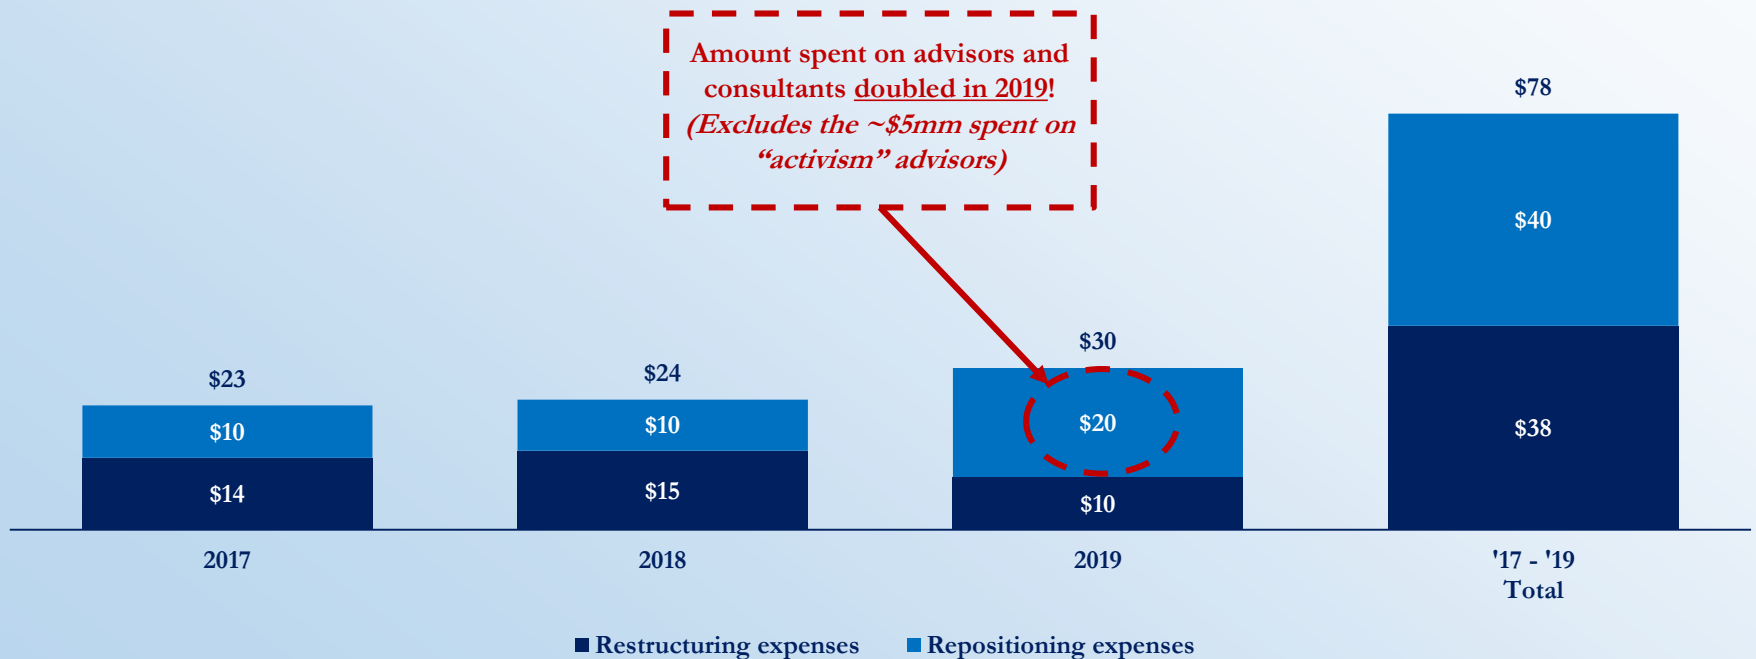 Amount spent on advisors and
consultants doubled in 2019!
(Excludes the ~$5mm spent on
“activism” advisors)
$23
$10
$14
2017
$24
$10
$15
2018
$30
$20
$10
2019
$78
$40
$38
'17 - '19
Total
Restructuring expenses
Repositioning expenses